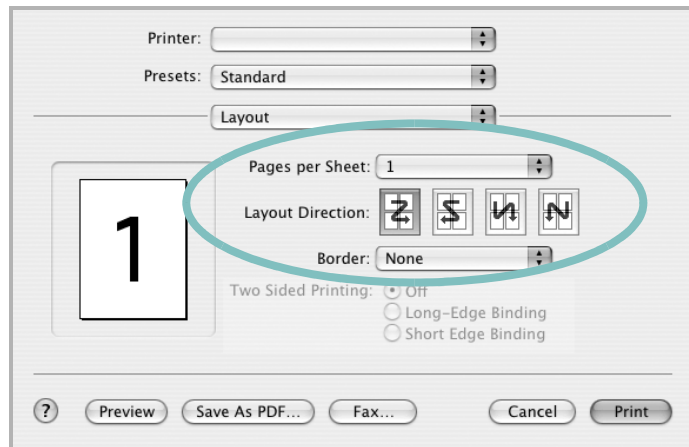 Printer:
Presets: Standard
Layout
Pages per Sheet: 1
1
Layout Direction:
Border: None
Two Sided Printing: Off
Long-Edge Binding
Short Edge Binding
? Preview Save As PDF... Fax... Cancel Print